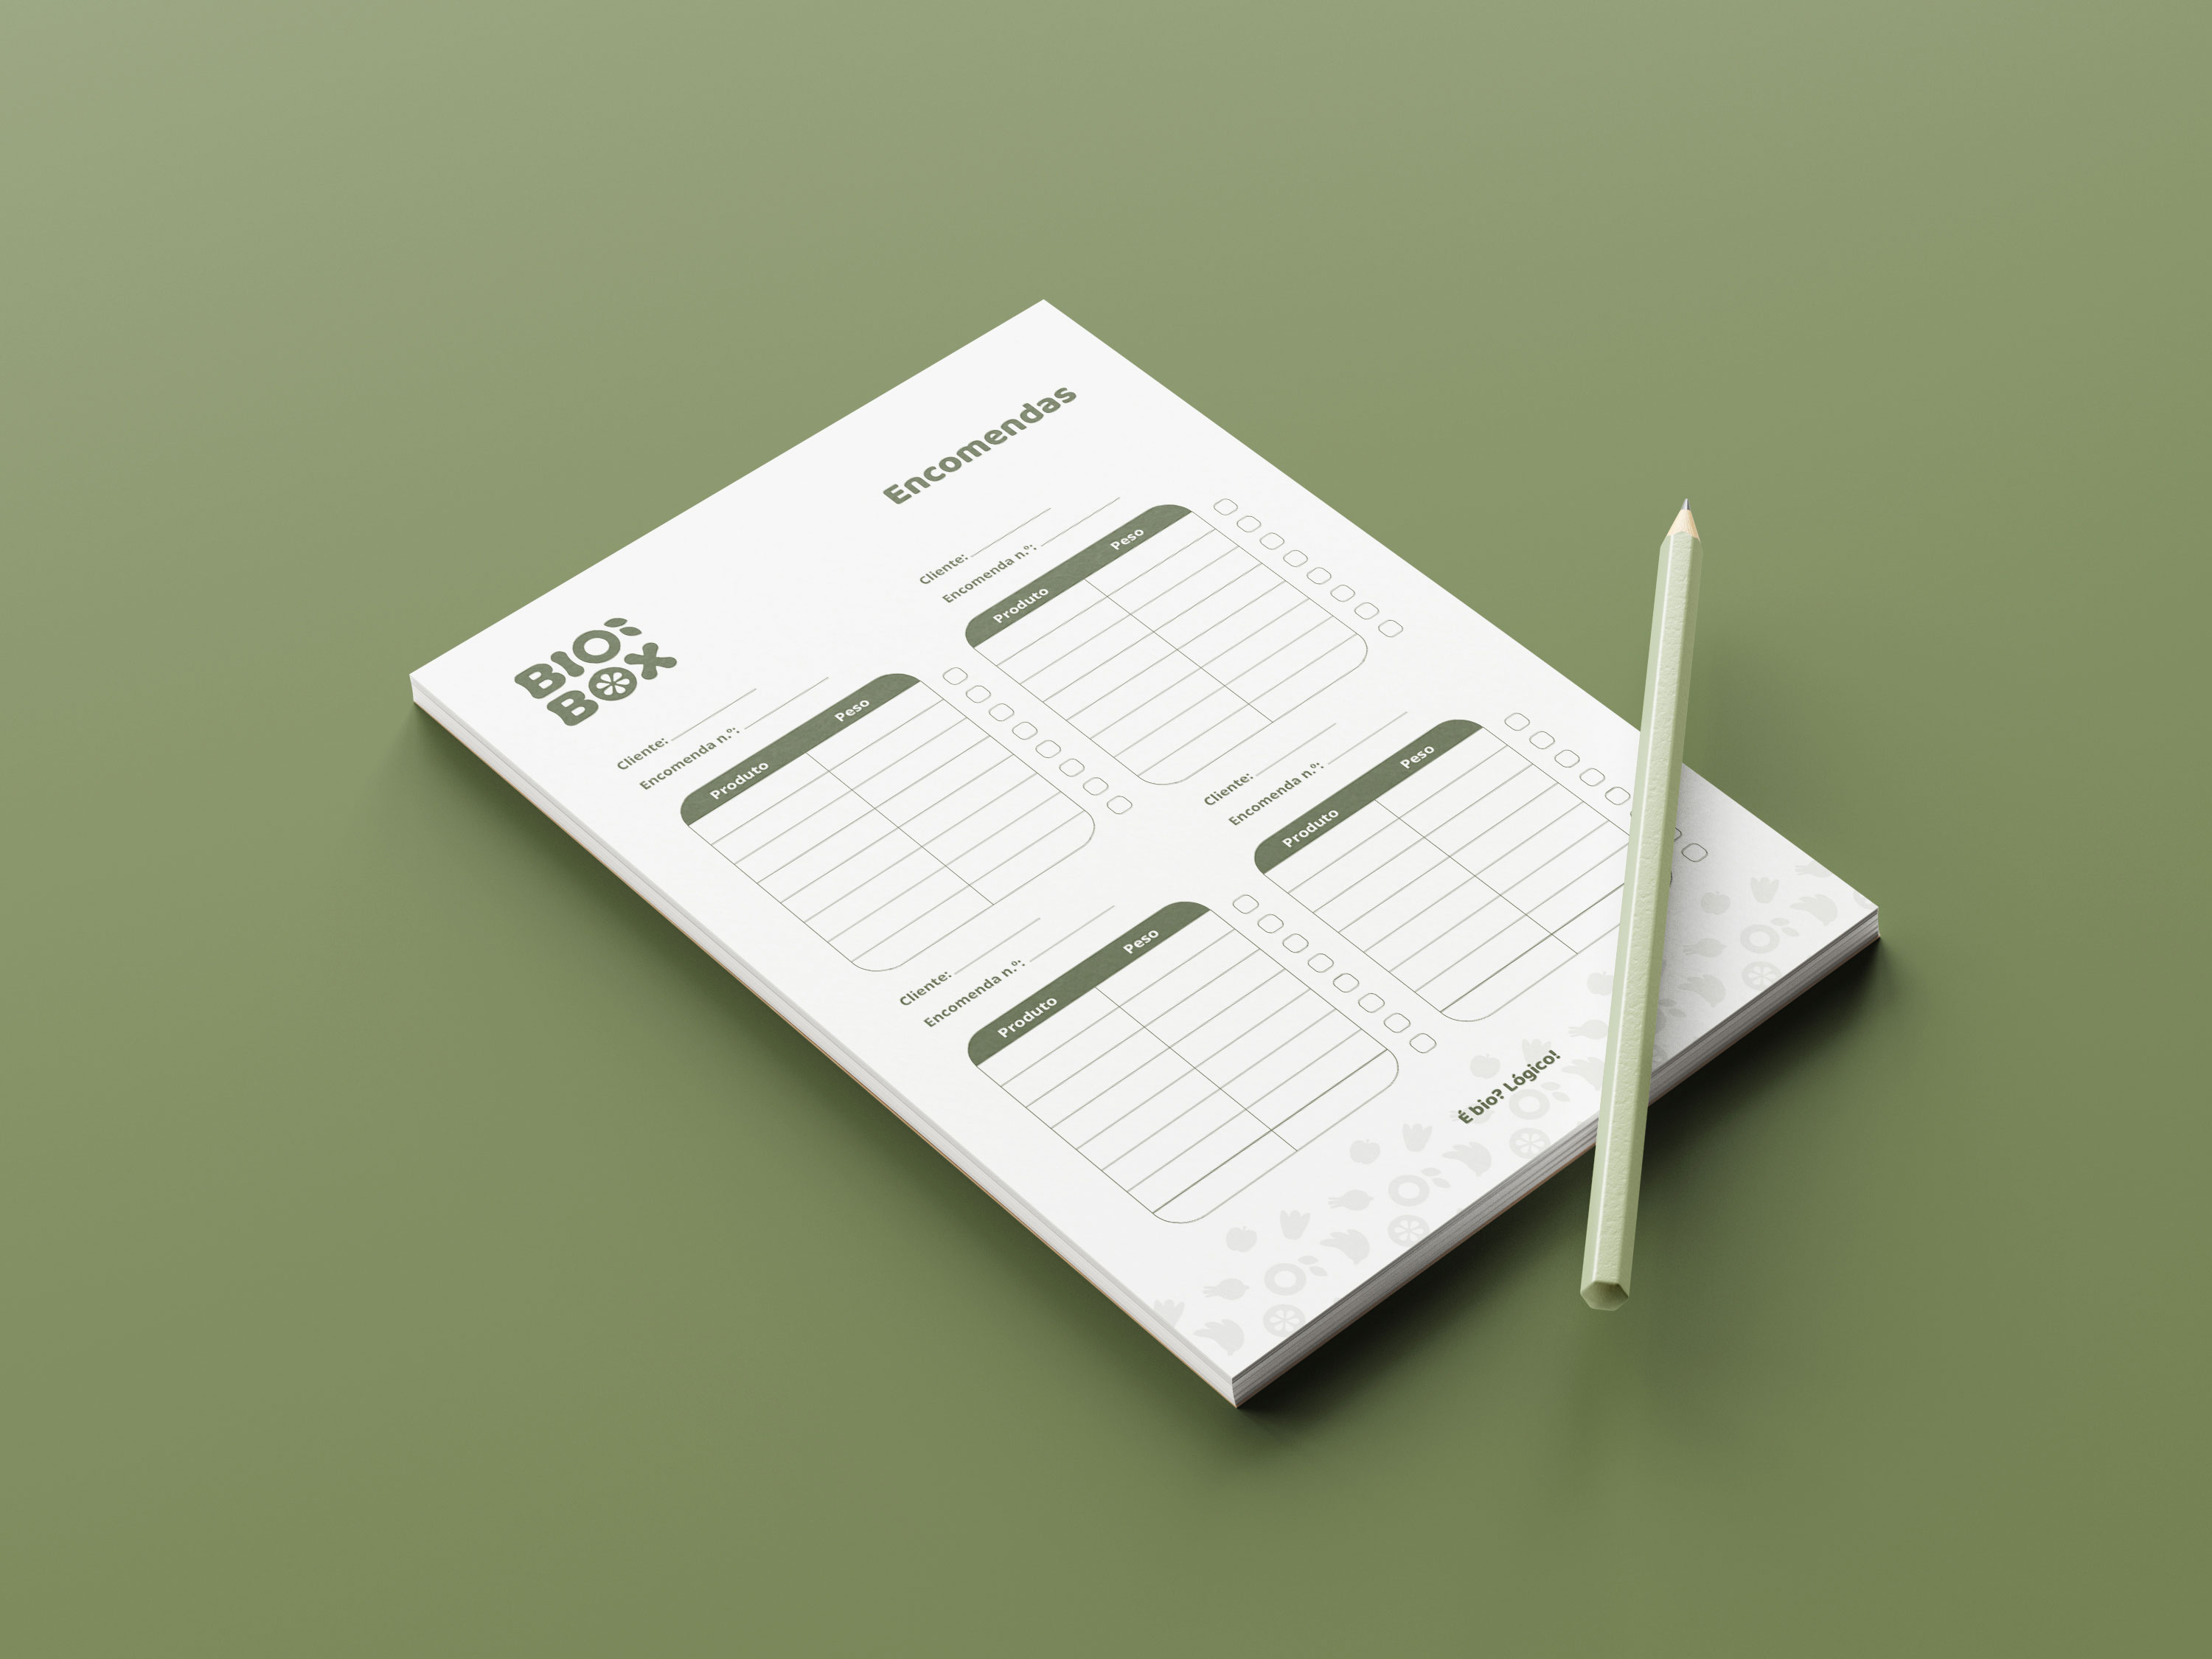 BIO
BOX
Encomendas
Cliente:
Encomenda n.º:
Produto Peso
Cliente:
Encomenda n.º:
Produto Peso
Cliente:
Encomenda n.º:
Produto Peso
Cliente:
Encomenda n.º:
Produto Peso
É bio? Lógico!